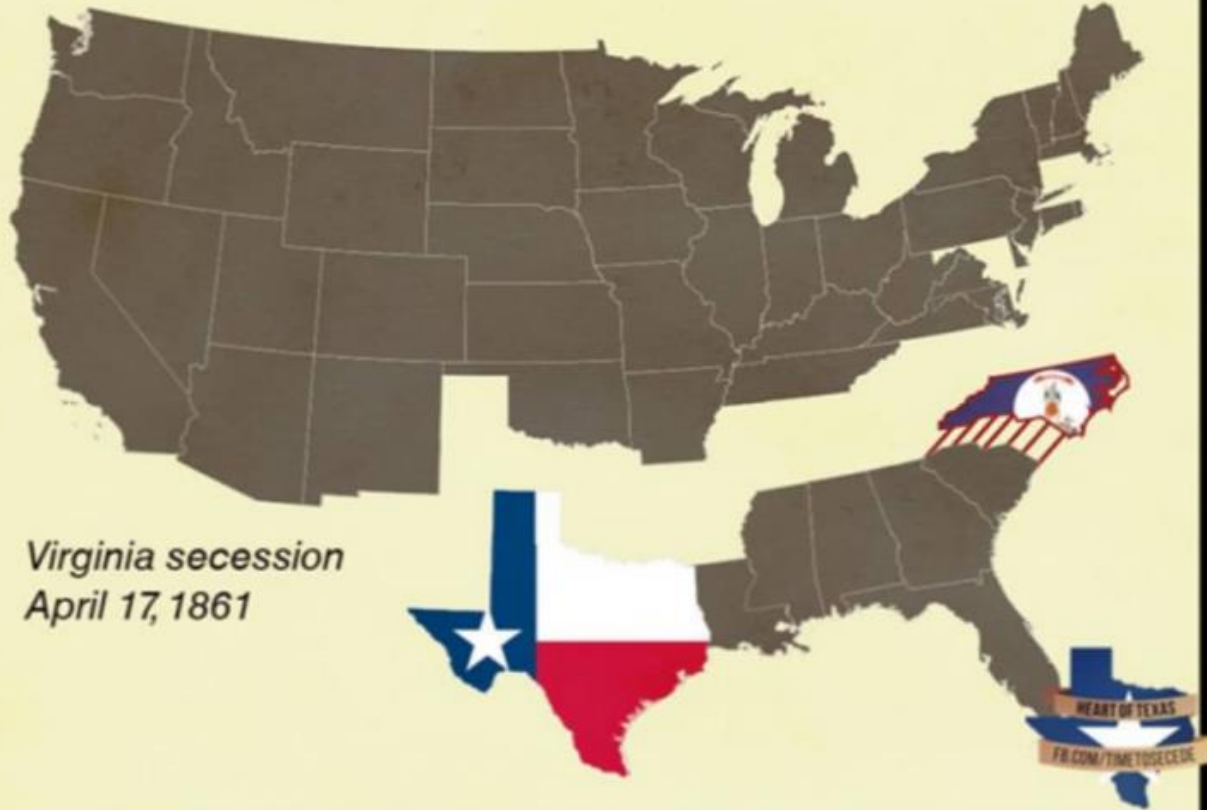 Virginia secession
April 17, 1861
HEART OF TEXAS
FB.COM/TIMETOSECEDE